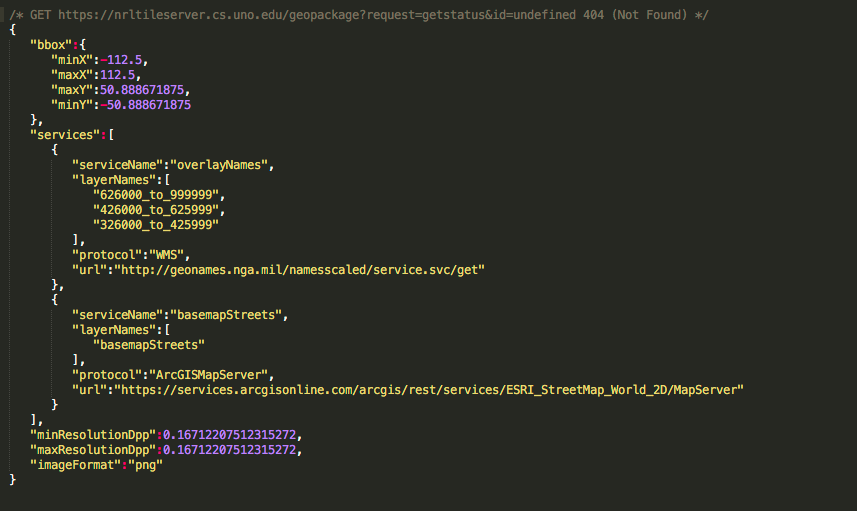 /* GET https://nrltileserver.cs.uno.edu/geopackage?request=getstatus&id=undefined 404 (Not Found) */
{
"bbox":{
"minX":-112.5,
"maxX":112.5,
"maxY":50.888671875,
"minY":-50.888671875
},
"services":[
{
"serviceName":"overlayNames",
"layerNames":[
"626000_to_999999",
"426000_to_625999",
"326000_to_425999"
],
"protocol":"WMS",
"url":"http://geonames.nga.mil/namesscaled/service.svc/get"
},
{
"serviceName":"basemapStreets",
"layerNames":[
"basemapStreets"
],
"protocol":"ArcGISMapServer",
"url":"https://services.arcgisonline.com/arcgis/rest/services/ESRI_StreetMap_World_2D/MapServer"
}
],
"minResolutionDpp":0.16712207512315272,
"maxResolutionDpp":0.16712207512315272,
"imageFormat":"png"
}